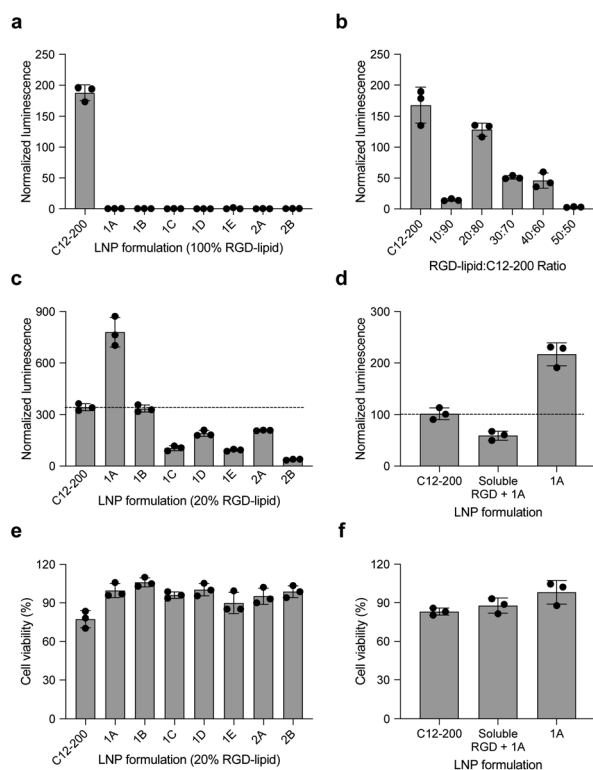 a
Normalized luminescence
250
200
150
100
50
0
C12-200
1A
1B
1C
1D
1E
2A
2B
LNP formulation (100% RGD-lipid)
b
Normalized luminescence
250
200
150
100
50
0
C12-200
10:90
20:80
30:70
40:60
50:50
RGD-lipid:C12-200 Ratio
c
Normalized luminescence
900
600
300
0
C12-200
1A
1B
1C
1D
1E
2A
2B
LNP formulation (20% RGD-lipid)
d
Normalized luminescence
300
200
100
0
C12-200
Soluble
RGD + 1A
1A
LNP formulation
e
Cell viability (%)
120
90
60
30
0
C12-200
1A
1B
1C
1D
1E
2A
2B
LNP formulation (20% RGD-lipid)
f
Cell viability (%)
120
90
60
30
0
C12-200
Soluble
RGD + 1A
1A
LNP formulation